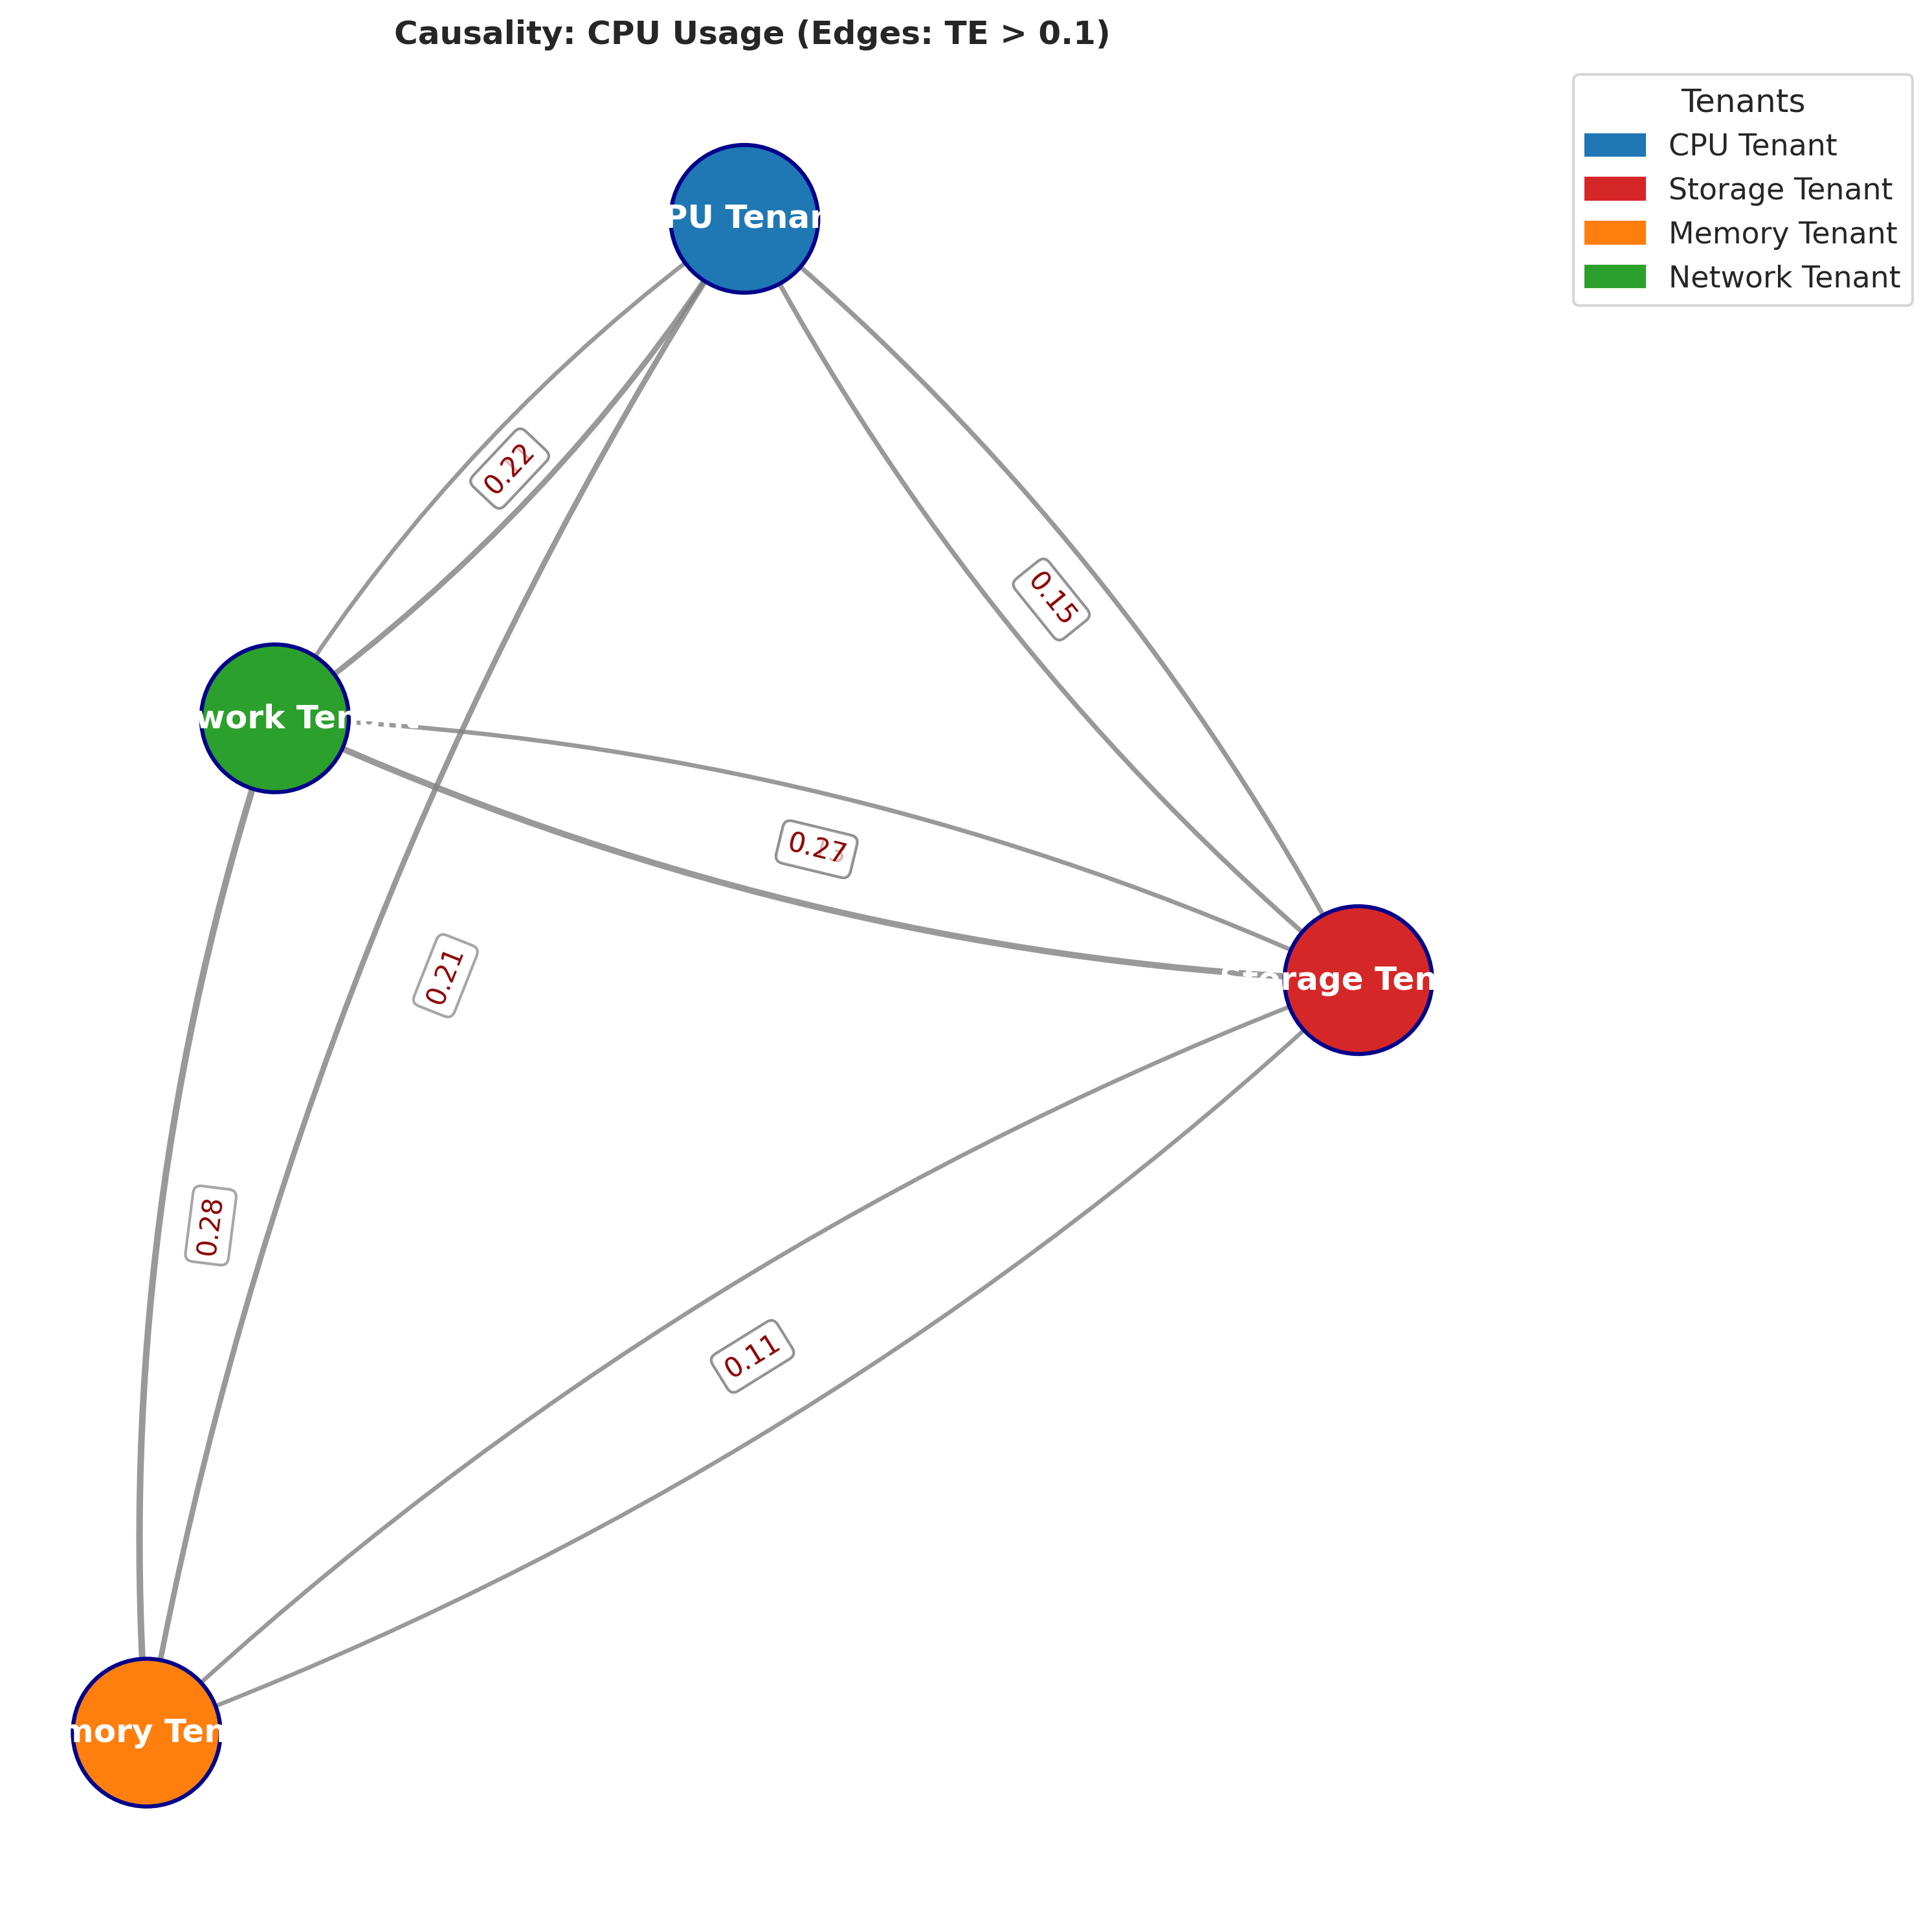 Causality: CPU Usage (Edges: TE > 0.1)
Tenants
CPU Tenant
Storage Tenant
Memory Tenant
Network Tenant
PU Tenan
0.22
0.15
work Ten
0.27
0.21
Storage Ten
0.28
0.11
mory Ten